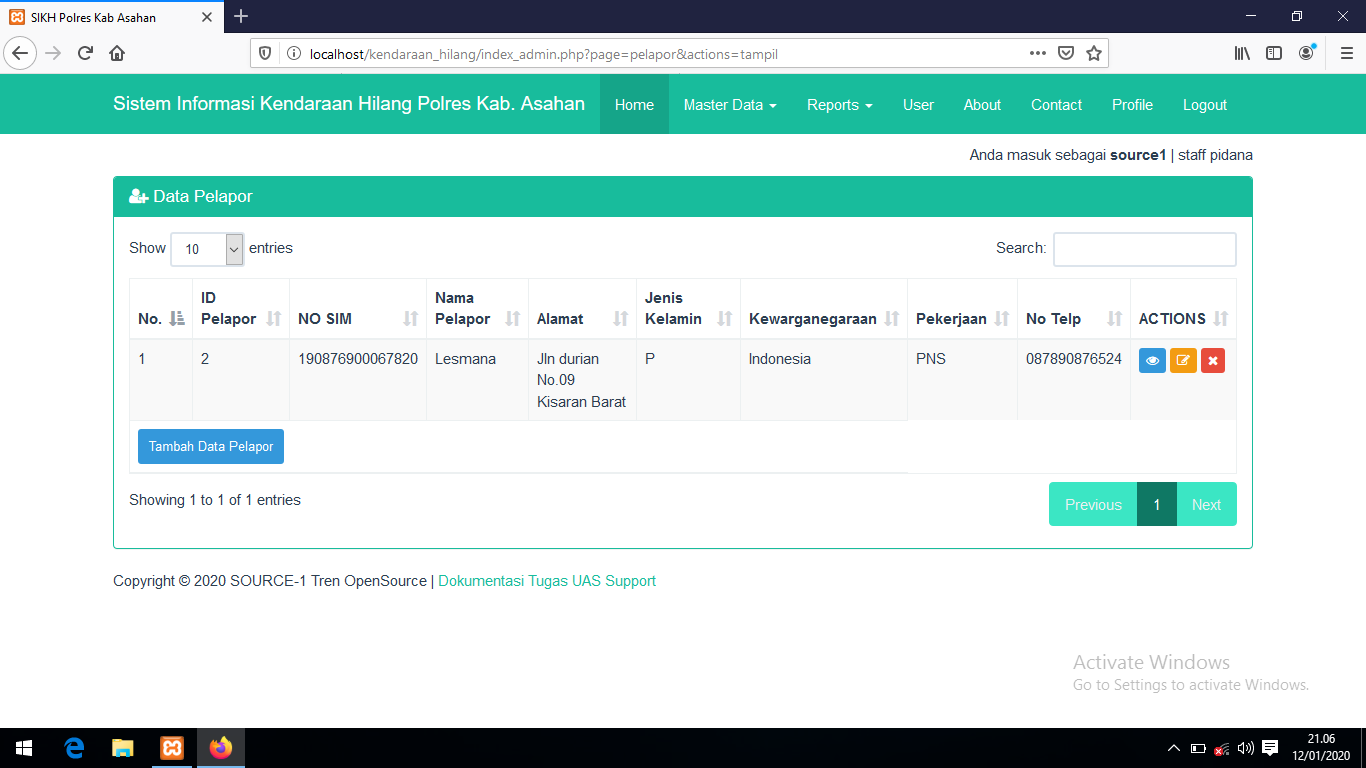 SIKH Polres Kab Asahan
localhost/kendaraan_hilang/index_admin.php?page=pelapor&actions=tampil
Sistem Informasi Kendaraan Hilang Polres Kab. Asahan Home Master Data Reports User About Contact Profile Logout
Anda masuk sebagai source1 | staff pidana
Data Pelapor
Show 10 entries Search:
No. ID Pelapor NO SIM Nama Pelapor Alamat Jenis Kelamin Kewarganegaraan Pekerjaan No Telp ACTIONS
1 2 190876900067820 Lesmana Jln durian No.09 Kisaran Barat P Indonesia PNS 087890876524
Tambah Data Pelapor
Showing 1 to 1 of 1 entries Previous 1 Next
Copyright © 2020 SOURCE-1 Tren OpenSource | Dokumentasi Tugas UAS Support
Activate Windows
Go to Settings to activate Windows.
21.06
12/01/2020